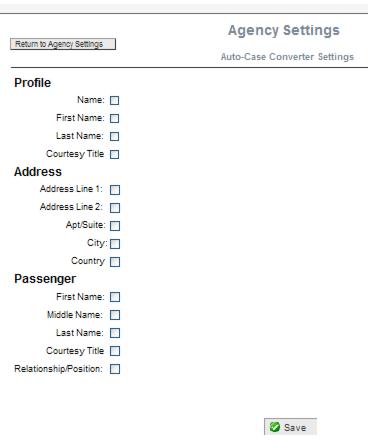 Agency Settings
Return to Agency Settings
Auto-Case Converter Settings
Profile
Name:
First Name:
Last Name:
Courtesy Title
Address
Address Line 1:
Address Line 2:
Apt/Suite:
City:
Country
Passenger
First Name:
Middle Name:
Last Name:
Courtesy Title
Relationship/Position:
Save